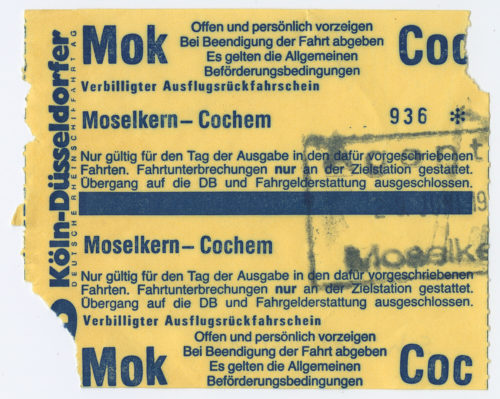 Köln-Düsseldorfer
DEUTSCHE RHEINSCHIFFAHRT AG
Mok
Offen und persönlich vorzeigen
Bei Beendigung der Fahrt abgeben
Es gelten die Allgemeinen
Beförderungsbedingungen
Coc
Verbilligter Ausflugsrückfahrschein
Moselkern – Cochem
936 *
Nur gültig für den Tag der Ausgabe in den dafür vorgeschriebenen
Fahrten. Fahrtunterbrechungen nur an der Zielstation gestattet.
Übergang auf die DB und Fahrgelderstattung ausgeschlossen.
Moselkern – Cochem
Nur gültig für den Tag der Ausgabe in den dafür vorgeschriebenen
Fahrten. Fahrtunterbrechungen nur an der Zielstation gestattet.
Übergang auf die DB und Fahrgelderstattung ausgeschlossen.
Verbilligter Ausflugsrückfahrschein
Mok
Offen und persönlich vorzeigen
Bei Beendigung der Fahrt abgeben
Es gelten die Allgemeinen
Beförderungsbedingungen
Coc
Moselke